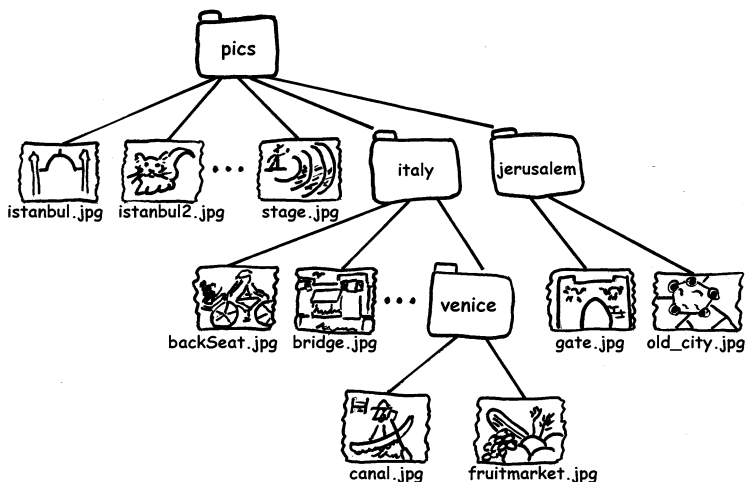 pics
istanbul.jpg
istanbul2.jpg
stage.jpg
italy
jerusalem
backSeat.jpg
bridge.jpg
venice
gate.jpg
old_city.jpg
canal.jpg
fruitmarket.jpg